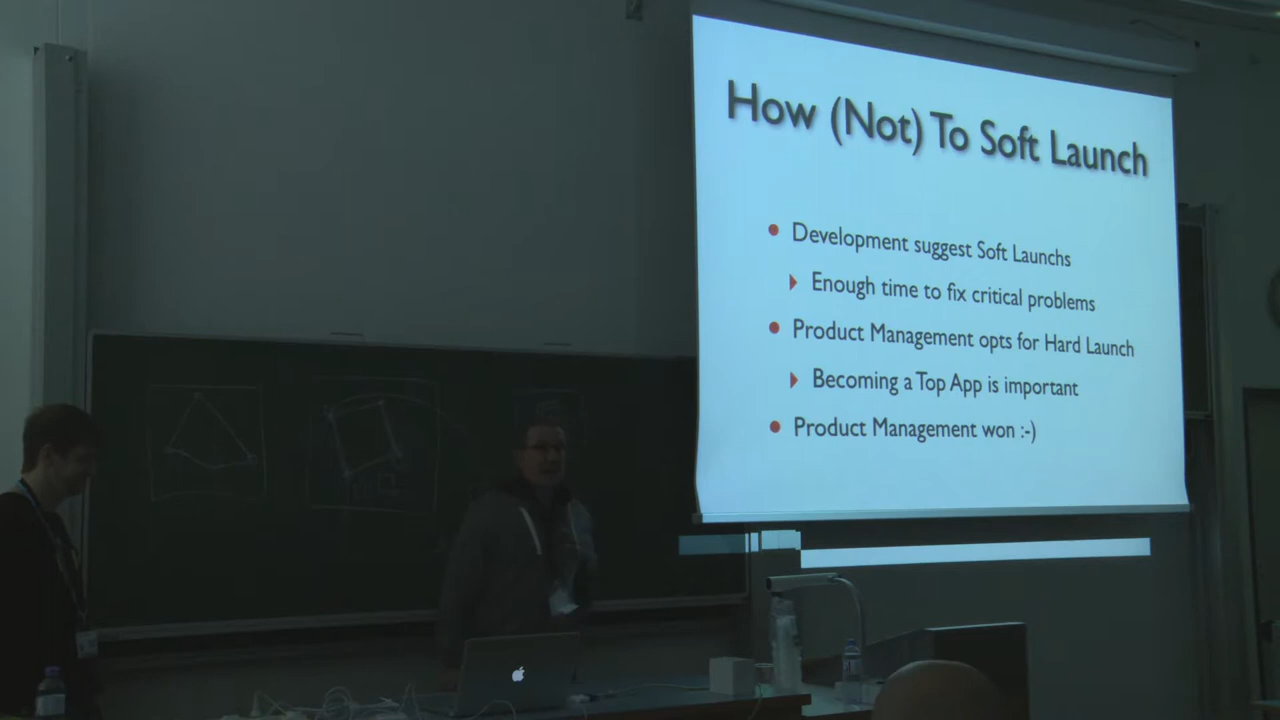 How (Not) To Soft Launch
Development suggest Soft Launchs
Enough time to fix critical problems
Product Management opts for Hard Launch
Becoming a Top App is important
Product Management won :-)